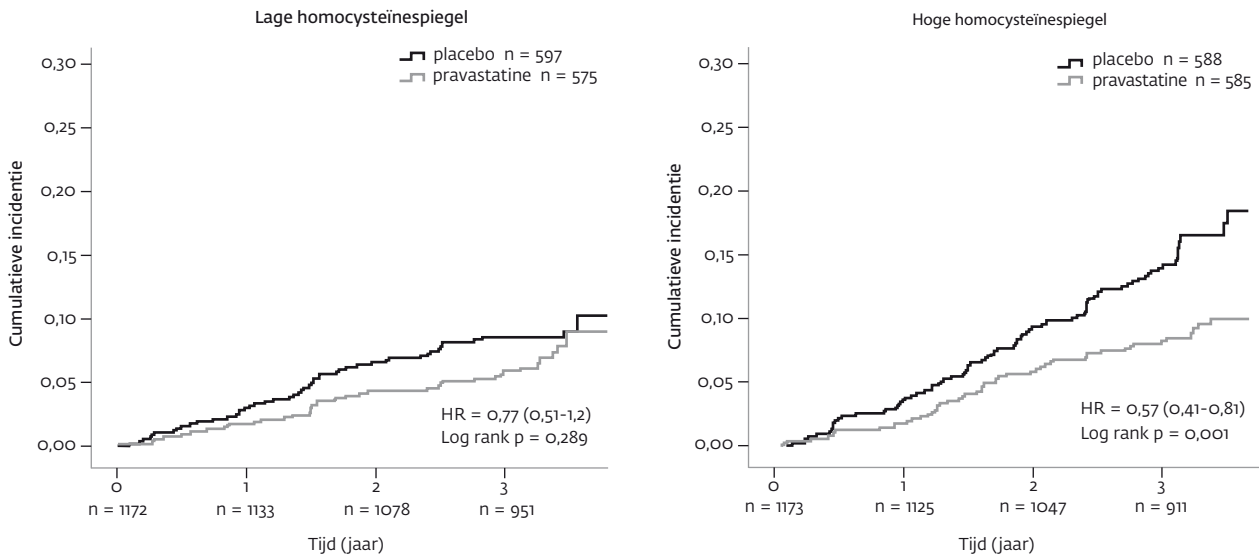 Lage homocysteïnespiegel
placebo n = 597
pravastatine n = 575
Cumulatieve incidentie
0,30
0,25
0,20
0,15
0,10
0,05
0,00
HR = 0,77 (0,51-1,2)
Log rank p = 0,289
0 1 2 3
n = 1172 n = 1133 n = 1078 n = 951
Tijd (jaar)
Hoge homocysteïnespiegel
placebo n = 588
pravastatine n = 585
Cumulatieve incidentie
0,30
0,25
0,20
0,15
0,10
0,05
0,00
HR = 0,57 (0,41-0,81)
Log rank p = 0,001
0 1 2 3
n = 1173 n = 1125 n = 1047 n = 911
Tijd (jaar)